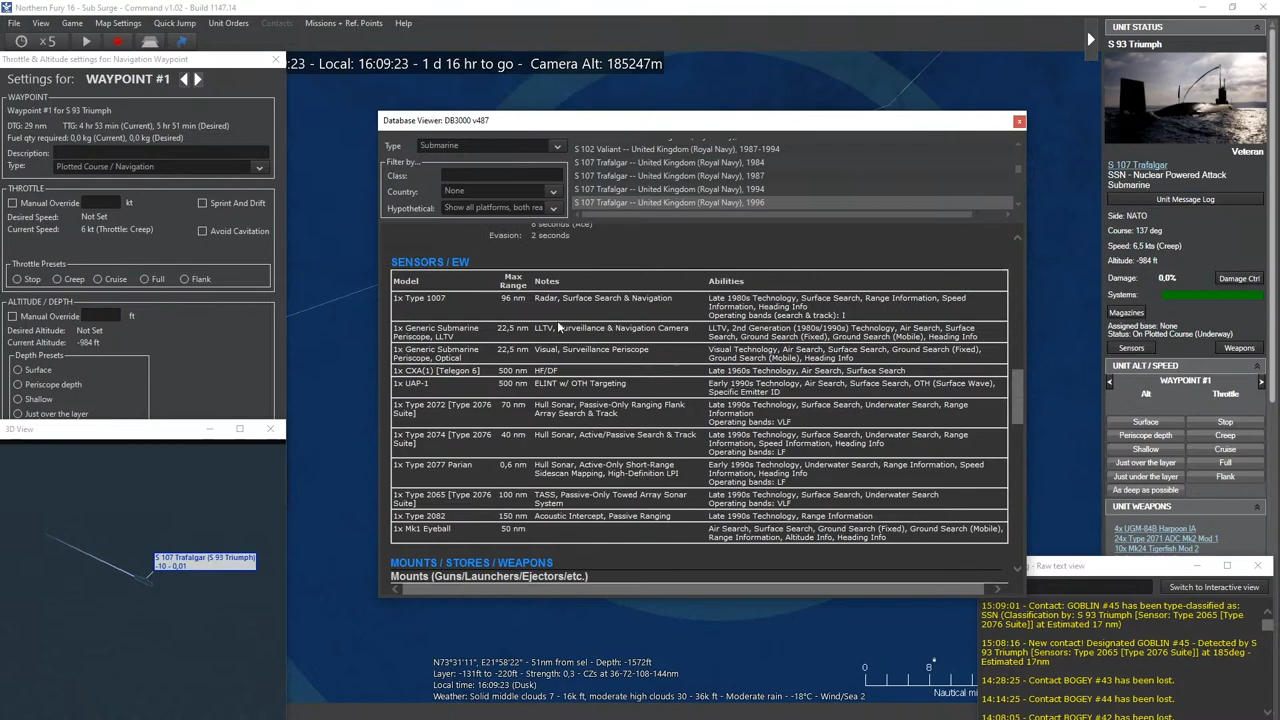 Northern Fury 16 - Sub Surge - Command v1.02 - Build 1147.14
File View Game Map Settings Quick Jump Unit Orders Contacts Missions + Ref. Points Help
x5
Throttle & Altitude settings for: Navigation Waypoint
Settings for: WAYPOINT #1
WAYPOINT
Waypoint #1 for S 93 Triumph
DTG: 29 nm TTG: 4 hr 53 min (Current), 5 hr 51 min (Desired)
Fuel qty required: 0,0 kg (Current), 0,0 kg (Desired)
Description:
Type: Plotted Course / Navigation
THROTTLE
Manual Override kt Sprint And Drift
Desired Speed: Not Set
Current Speed: 6 kt (Throttle: Creep) Avoid Cavitation
Throttle Presets
Stop Creep Cruise Full Flank
ALTITUDE / DEPTH
Manual Override ft
Desired Altitude: Not Set
Current Altitude: -984 ft
Depth Presets
Surface
Periscope depth
Shallow
Just over the layer
3D View
S 107 Trafalgar (S 93 Triumph)
-10 - 0,01
:23 - Local: 16:09:23 - 1 d 16 hr to go - Camera Alt: 185247m
Database Viewer: DB3000 v487
Type Submarine
Filter by...
Class:
Country: None
Hypothetical: Show all platforms, both rea
S 102 Valiant -- United Kingdom (Royal Navy), 1987-1994
S 107 Trafalgar -- United Kingdom (Royal Navy), 1984
S 107 Trafalgar -- United Kingdom (Royal Navy), 1987
S 107 Trafalgar -- United Kingdom (Royal Navy), 1994
S 107 Trafalgar -- United Kingdom (Royal Navy), 1996
8 seconds (Ace)
Evasion: 2 seconds
SENSORS / EW
Model Max Range Notes Abilities
1x Type 1007 96 nm Radar, Surface Search & Navigation Late 1980s Technology, Surface Search, Range Information, Speed
Information, Heading Info
Operating bands (search & track): I
1x Generic Submarine 22,5 nm LLTV, Surveillance & Navigation Camera LLTV, 2nd Generation (1980s/1990s) Technology, Air Search, Surface
Periscope, LLTV Search, Ground Search (Fixed), Ground Search (Mobile), Heading Info
1x Generic Submarine 22,5 nm Visual, Surveillance Periscope Visual Technology, Air Search, Surface Search, Ground Search (Fixed),
Periscope, Optical Ground Search (Mobile), Heading Info
1x CXA(1) [Telegon 6] 500 nm HF/DF Late 1960s Technology, Air Search, Surface Search
1x UAP-1 500 nm ELINT w/ OTH Targeting Early 1990s Technology, Air Search, Surface Search, OTH (Surface Wave),
Specific Emitter ID
1x Type 2072 [Type 2076 70 nm Hull Sonar, Passive-Only Ranging Flank Late 1990s Technology, Surface Search, Underwater Search, Range
Suite] Array Search & Track Information
Operating bands: VLF
1x Type 2074 [Type 2076 40 nm Hull Sonar, Active/Passive Search & Track Late 1990s Technology, Surface Search, Underwater Search, Range
Suite] Information, Speed Information, Heading Info
Operating bands: LF
1x Type 2077 Parian 0,6 nm Hull Sonar, Active-Only Short-Range Early 1990s Technology, Underwater Search, Range Information, Speed
Sidescan Mapping, High-Definition LPI Information, Heading Info
Operating bands: LF
1x Type 2065 [Type 2076 100 nm TASS, Passive-Only Towed Array Sonar Late 1990s Technology, Surface Search, Underwater Search
Suite] System Operating bands: VLF
1x Type 2082 150 nm Acoustic Intercept, Passive Ranging Late 1990s Technology, Range Information
1x Mk1 Eyeball 50 nm Air Search, Surface Search, Ground Search (Fixed), Ground Search (Mobile),
Range Information, Altitude Info, Heading Info
MOUNTS / STORES / WEAPONS
Mounts (Guns/Launchers/Ejectors/etc.)
N73°31'11", E21°58'22" - 51nm from sel - Depth: -1572ft
Layer: -131ft to -220ft - Strength: 0,3 - CZs at 36-72-108-144nm
Local time: 16:09:23 (Dusk)
Weather: Solid middle clouds 7 - 16k ft, moderate high clouds 30 - 36k ft - Moderate rain - -18°C - Wind/Sea 2
0 8
Nautical mi
UNIT STATUS
S 93 Triumph
Veteran
S 107 Trafalgar
SSN - Nuclear Powered Attack
Submarine
Unit Message Log
Side: NATO
Course: 137 deg
Speed: 6,5 kts (Creep)
Altitude: -984 ft
Damage: 0,0% Damage Ctrl
Systems:
Magazines
Assigned base: None
Status: On Plotted Course (Underway)
Sensors Weapons
UNIT ALT / SPEED
WAYPOINT #1
Alt Throttle
Surface Stop
Periscope depth Creep
Shallow Cruise
Just over the layer Full
Just under the layer Flank
As deep as possible
UNIT WEAPONS
4x UGM-84B Harpoon IA
24x Type 2071 ADC Mk2 Mod 1
10x Mk24 Tigerfish Mod 2
g - Raw text view
Switch to Interactive view
15:09:01 - Contact: GOBLIN #45 has been type-classified as:
SSN (Classification by: S 93 Triumph [Sensor: Type 2065 [Type
2076 Suite]] at Estimated 17 nm)
15:08:16 - New contact! Designated GOBLIN #45 - Detected by S
93 Triumph [Sensors: Type 2065 [Type 2076 Suite]] at 185deg -
Estimated 17nm
14:28:25 - Contact BOGEY #43 has been lost.
14:14:25 - Contact BOGEY #44 has been lost.
14:08:05 - Contact BOGEY #42 has been lost.